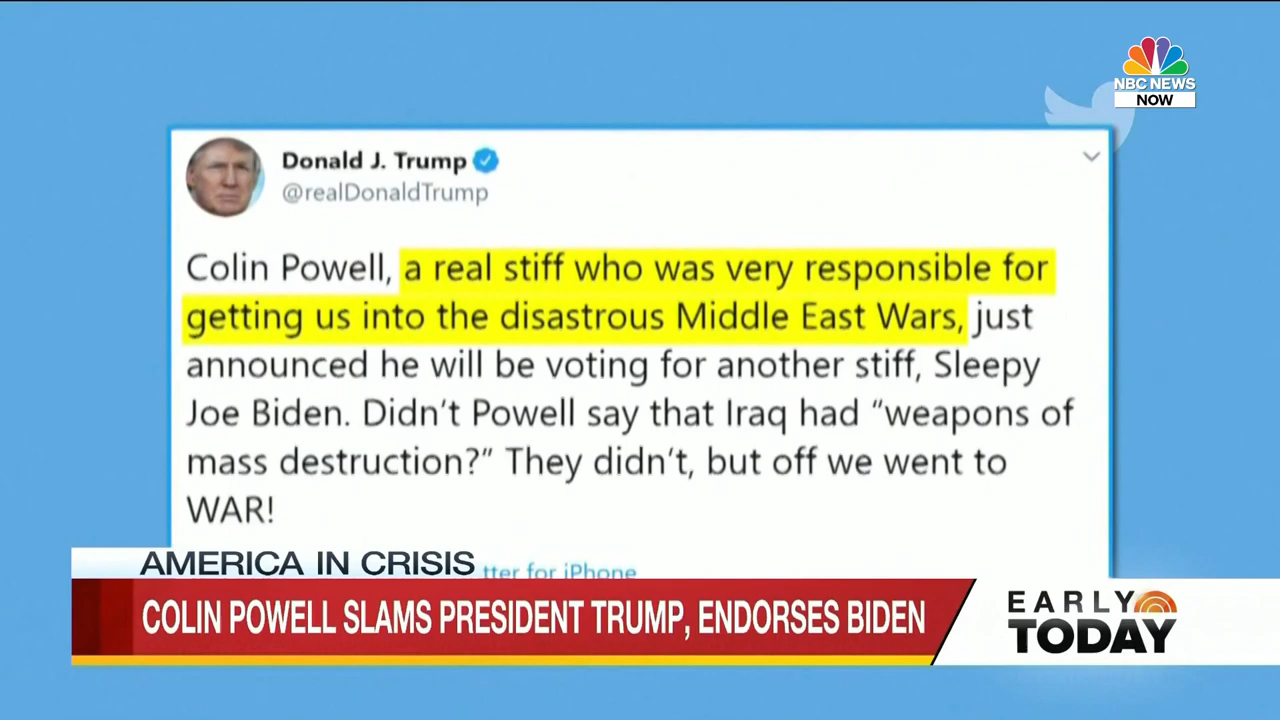 NBC NEWS
NOW
Donald J. Trump
@realDonaldTrump
Colin Powell, a real stiff who was very responsible for
getting us into the disastrous Middle East Wars, just
announced he will be voting for another stiff, Sleepy
Joe Biden. Didn’t Powell say that Iraq had “weapons of
mass destruction?” They didn’t, but off we went to
WAR!
tter for iPhone
AMERICA IN CRISIS
COLIN POWELL SLAMS PRESIDENT TRUMP, ENDORSES BIDEN
EARLY
TODAY